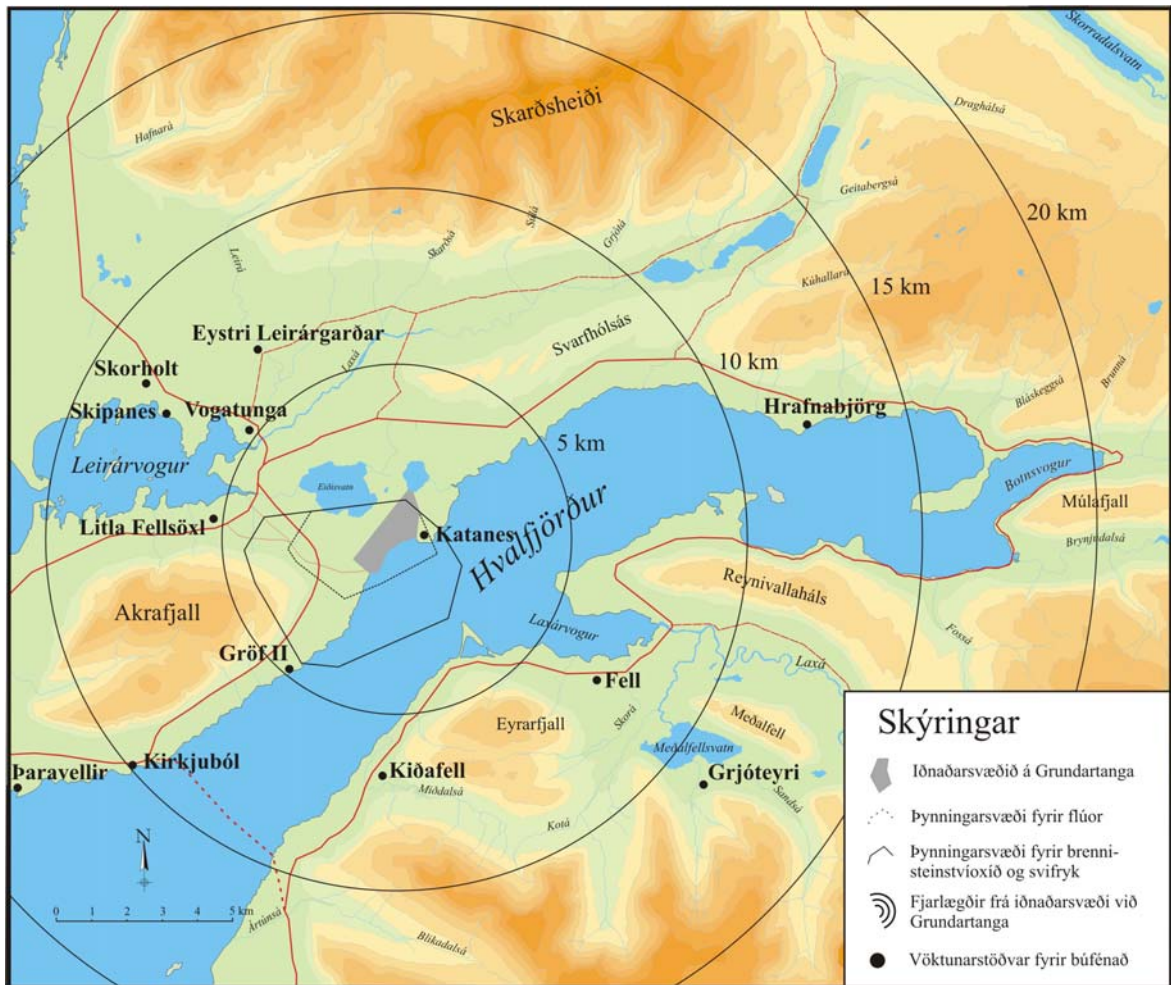 Skorradalsvatn
Skarðsheiði
Draghálsá
Hafnará
Geitabergsá
20 km
Súlá
Skarðsá
Grjótá
Leirá
Kúhallará
15 km
Svarfhólsás
Eystri Leirárgarðar
Laxá
10 km
Skorholt
Bláskeggsá
Brunná
Skipanes
Vogatunga
Hrafnabjörg
5 km
Leirárvogur
Botnsvogur
Eiðisvatn
Múlafjall
Litla Fellsöxl
Katanes
Hvalfjörður
Brynjudalsá
Reynivallaháls
Akrafjall
Laxárvogur
Fossá
Gröf II
Laxá
Fell
Skorá
Meðalfell
Eyrarfjall
Meðalfellsvatn
Kirkjuból
Þaravellir
Kiðafell
Miðdalsá
Grjóteyri
Sandsá
Kotá
N
0 1 2 3 4 5 km
Ártúnsá
Blikadalsá
Skýringar
Iðnaðarsvæðið á Grundartanga
Þynningarsvæði fyrir flúor
Þynningarsvæði fyrir brenni-
steinstvíoxíð og svifryk
Fjarlægðir frá iðnaðarsvæði við
Grundartanga
Vöktunarstöðvar fyrir búfénað